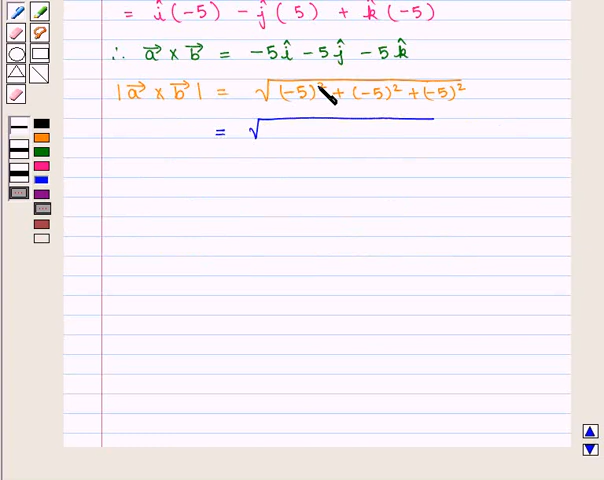 = î (-5) - ĵ (5) + k̂ (-5)
∴ a⃗ × b⃗ = -5î - 5ĵ - 5k̂
|a⃗ × b⃗| = √((-5)² + (-5)² + (-5)²)
= √